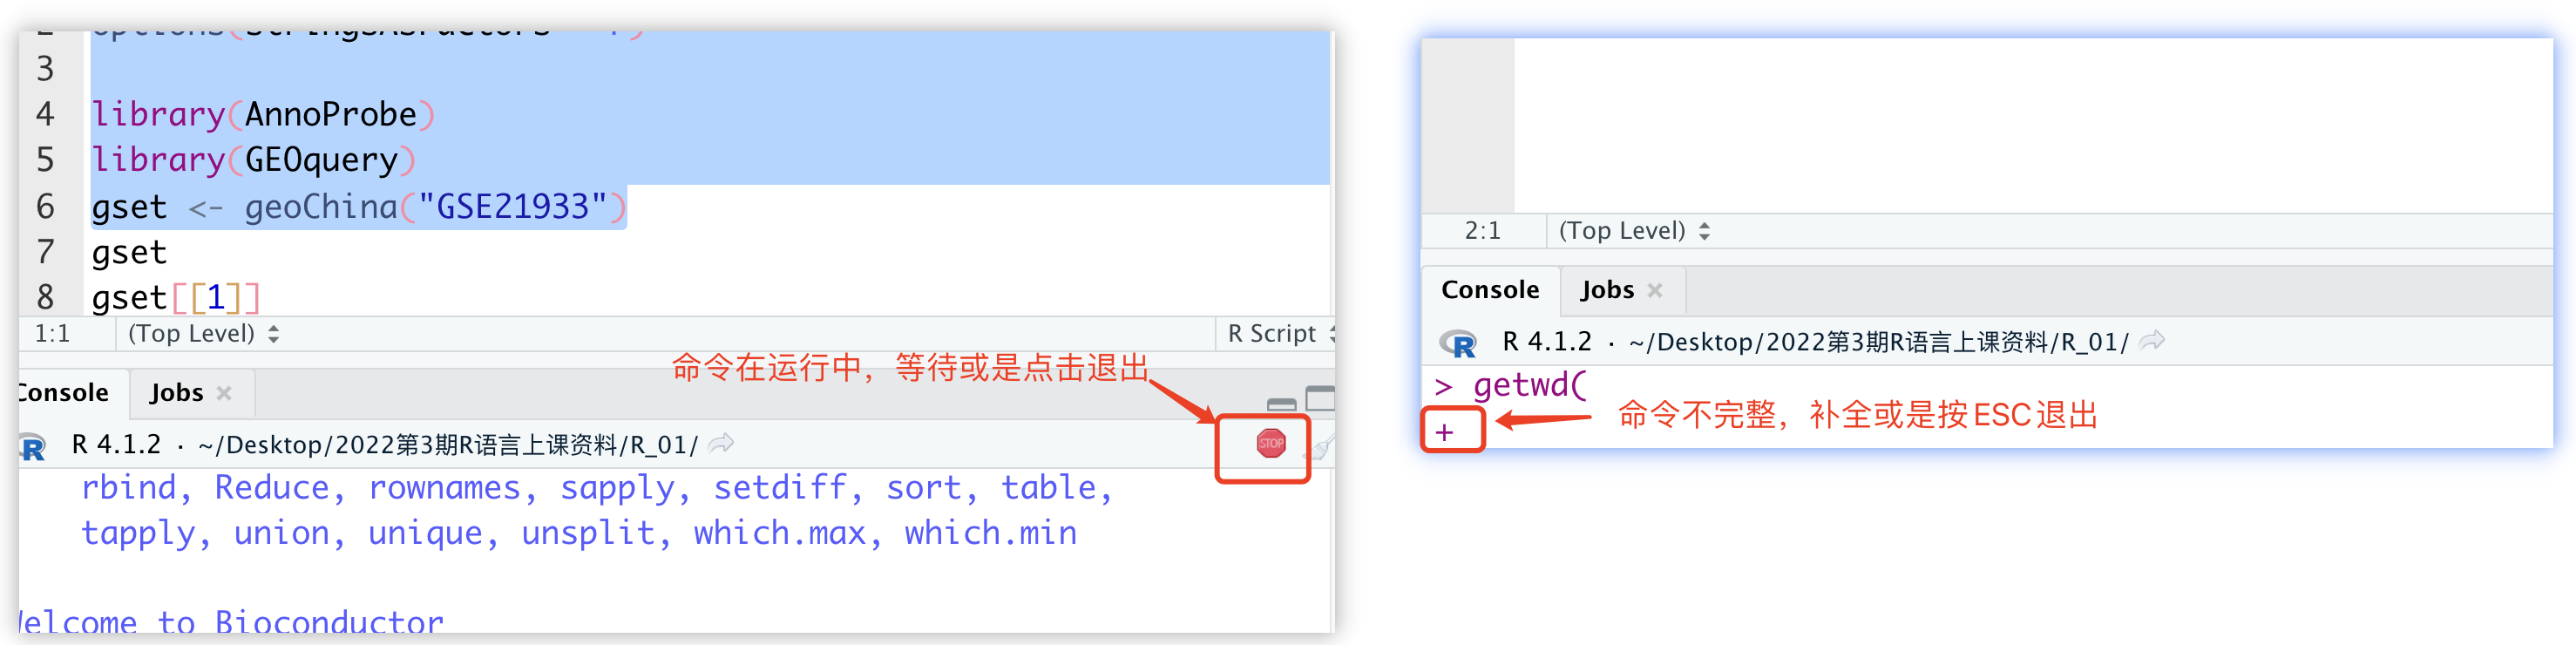 2 options(stringsAsFactors = F)
3
4 library(AnnoProbe)
5 library(GEOquery)
6 gset <- geoChina("GSE21933")
7 gset
8 gset[[1]]
1:1 (Top Level) R Script
命令在运行中，等待或是点击退出
Console Jobs
R 4.1.2 · ~/Desktop/2022第3期R语言上课资料/R_01/
STOP
rbind, Reduce, rownames, sapply, setdiff, sort, table,
tapply, union, unique, unsplit, which.max, which.min
Welcome to Bioconductor
2:1 (Top Level)
Console Jobs
R 4.1.2 · ~/Desktop/2022第3期R语言上课资料/R_01/
> getwd(
+
命令不完整，补全或是按ESC退出